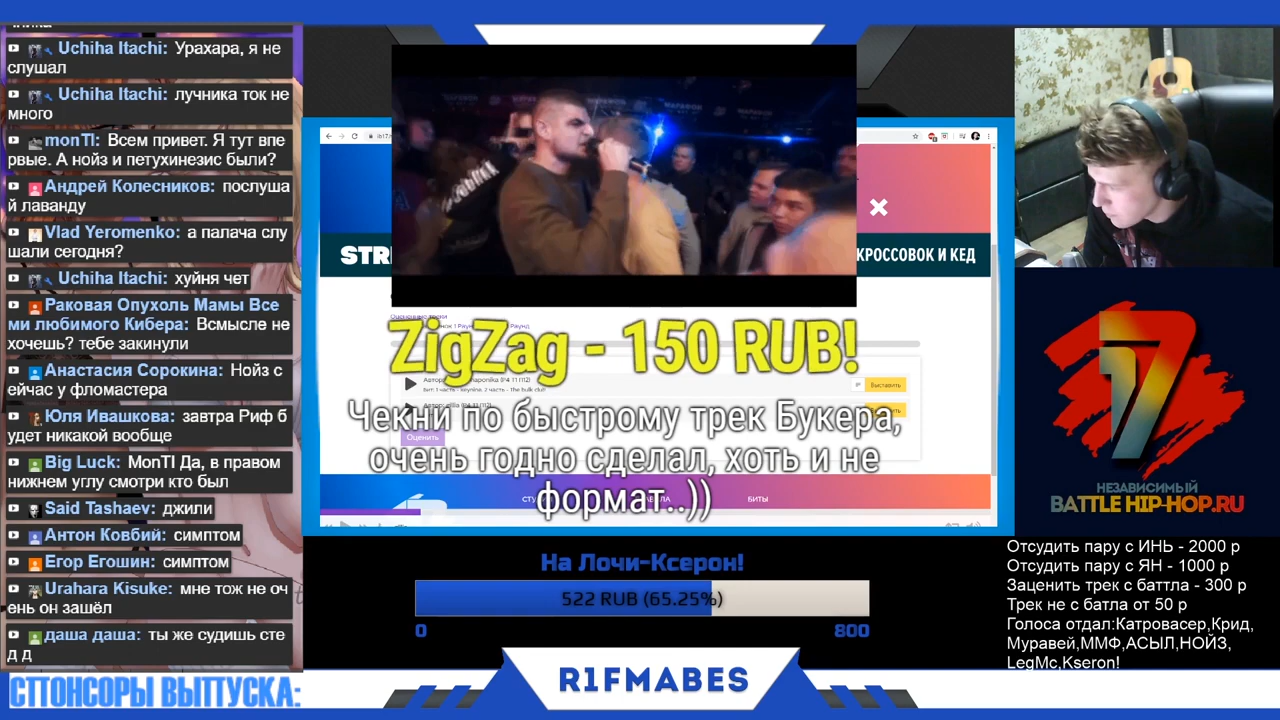 Uchiha Itachi: Урахара, я не
слушал
Uchiha Itachi: лучника ток не
много
monTI: Всем привет. Я тут впе
рвые. А нойз и петухинезис были?
Андрей Колесников: послуша
й лаванду
Vlad Yeromenko: а палача слу
шали сегодня?
Uchiha Itachi: хуйня чет
Раковая Опухоль Мамы Все
ми любимого Кибера: Всмысле не
хочешь? тебе закинули
Анастасия Сорокина: Нойз с
ейчас у фломастера
Юля Ивашкова: завтра Риф б
удет никакой вообще
Big Luck: MonTI Да, в правом
нижнем углу смотри кто был
Said Tashaev: джили
Антон Ковбий: симптом
Егор Егошин: симптом
Urahara Kisuke: мне тож не оч
ень он зашёл
даша даша: ты же судишь сте
д д
СПОНСОРЫ ВЫПУСКА:
STR
КРОССОВОК И КЕД
ZigZag - 150 RUB!
Чекни по быстрому трек Букера,
очень годно сделал, хоть и не
формат..))
Выставить
Оценить
БИТЫ
На Лочи-Ксерон!
522 RUB (65.25%)
0
800
R1FMABES
17
НЕЗАВИСИМЫЙ
BATTLE HIP-HOP.RU
Отсудить пару с ИНЬ - 2000 р
Отсудить пару с ЯН - 1000 р
Заценить трек с баттла - 300 р
Трек не с батла от 50 р
Голоса отдал:Катровасер,Крид,
Муравей,ММФ,АСЫЛ,НОЙЗ,
LegMc,Kseron!